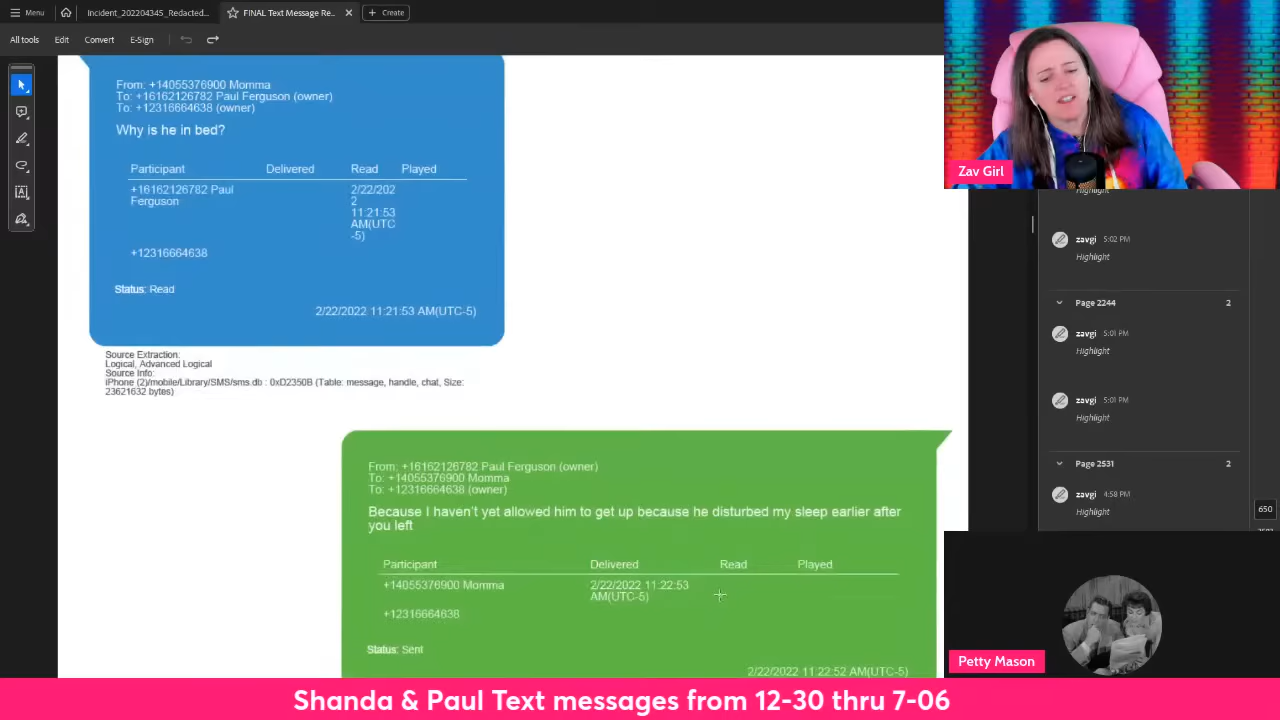 Menu
Incident_202204345_Redacted...
FINAL Text Message Re...
Create
All tools
Edit
Convert
E-Sign
From: +14055376900 Momma
To: +16162126782 Paul Ferguson (owner)
To: +12316664638 (owner)
Why is he in bed?
Participant Delivered Read Played
+16162126782 Paul
Ferguson
2/22/202
2
11:21:53
AM(UTC
-5)
+12316664638
Status: Read
2/22/2022 11:21:53 AM(UTC-5)
Source Extraction:
Logical, Advanced Logical
Source Info:
iPhone (2)/mobile/Library/SMS/sms.db : 0xD2350B (Table: message, handle, chat, Size:
23621632 bytes)
From: +16162126782 Paul Ferguson (owner)
To: +14055376900 Momma
To: +12316664638 (owner)
Because I haven't yet allowed him to get up because he disturbed my sleep earlier after
you left
Participant Delivered Read Played
+14055376900 Momma 2/22/2022 11:22:53
AM(UTC-5)
+12316664638
Status: Sent
2/22/2022 11:22:52 AM(UTC-5)
Zav Girl
Highlight
zavgi 5:02 PM
Highlight
Page 2244 2
zavgi 5:01 PM
Highlight
zavgi 5:01 PM
Highlight
Page 2531 2
zavgi 4:58 PM
Highlight
650
Petty Mason
Shanda & Paul Text messages from 12-30 thru 7-06